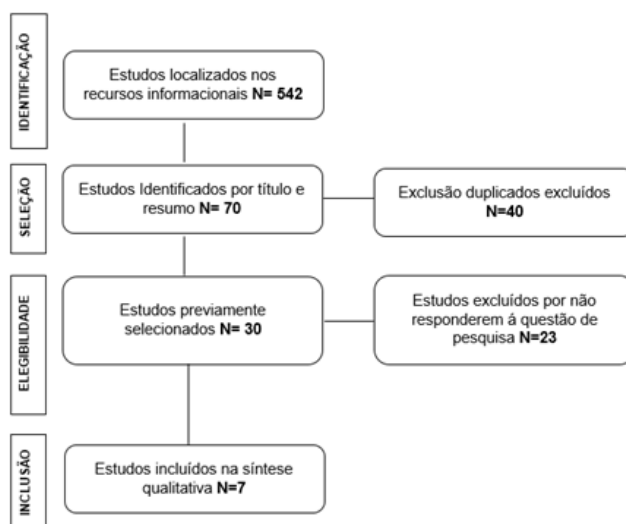 IDENTIFICAÇÃO
Estudos localizados nos
recursos informacionais N= 542
SELEÇÃO
Estudos Identificados por título e
resumo N= 70
Exclusão duplicados excluídos
N=40
ELEGIBILIDADE
Estudos previamente
selecionados N= 30
Estudos excluídos por não
responderem á questão de
pesquisa N=23
INCLUSÃO
Estudos incluídos na síntese
qualitativa N=7